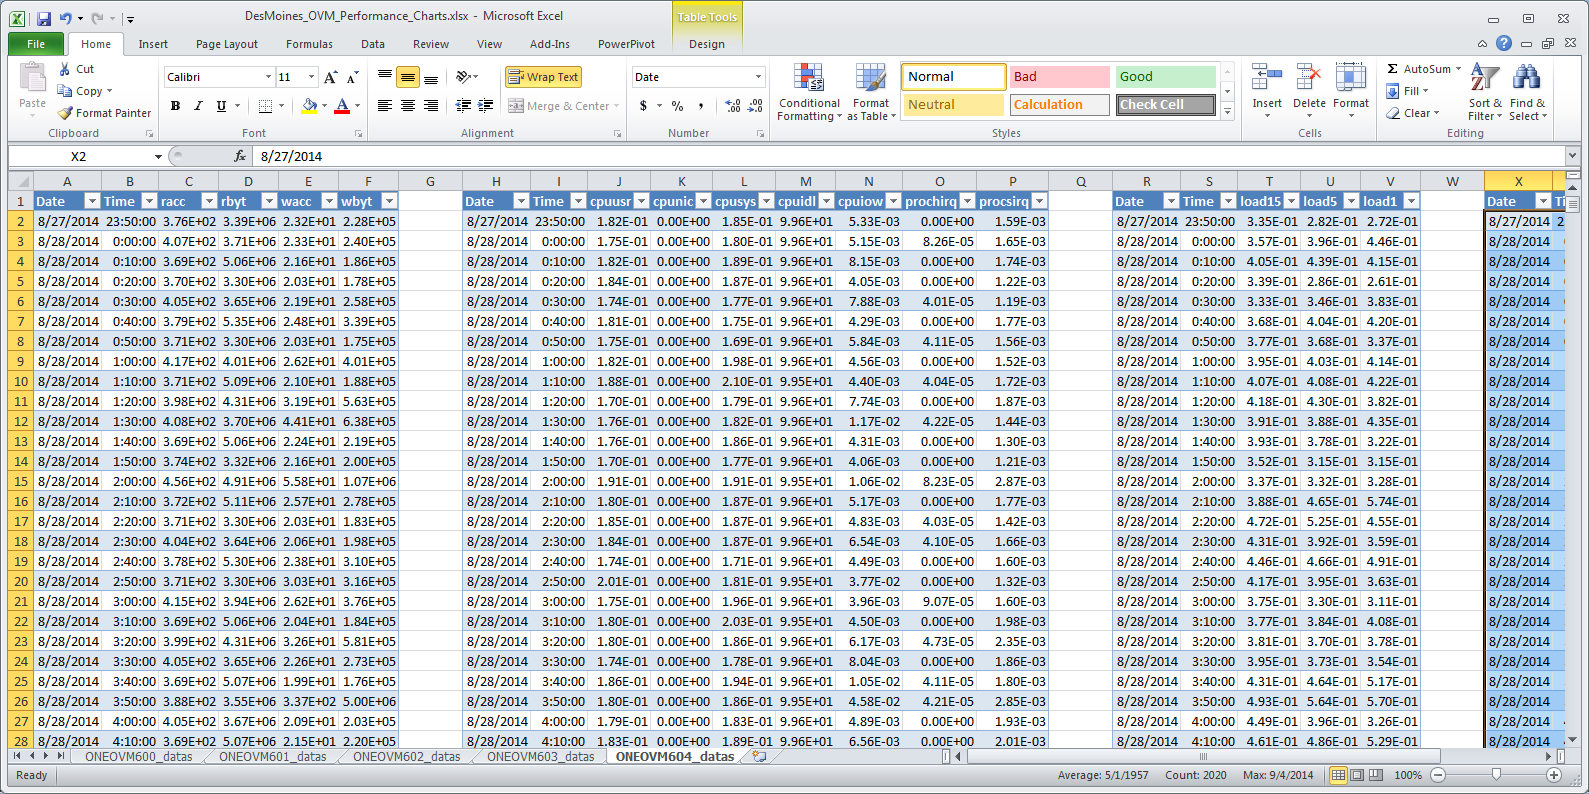 DesMoines_OVM_Performance_Charts.xlsx - Microsoft Excel
Table Tools
File Home Insert Page Layout Formulas Data Review View Add-Ins PowerPivot Design
Cut
Copy
Format Painter
Paste
Clipboard
Calibri 11
B I U
Font
Wrap Text
Merge & Center
Alignment
Date
$ % ,
Number
Conditional Formatting
Format as Table
Normal Bad Good
Neutral Calculation Check Cell
Styles
Insert Delete Format
Cells
Σ AutoSum
Fill
Clear
Sort & Filter
Find & Select
Editing
X2 fx 8/27/2014
A B C D E F G H I J K L M N O P Q R S T U V W X
1 Date Time racc rbyt wacc wbyt Date Time cpuusr cpunic cpusys cpuidl cpuiow prochirq procsirq Date Time load15 load5 load1 Date
2 8/27/2014 23:50:00 3.76E+02 3.39E+06 2.32E+01 2.28E+05 8/27/2014 23:50:00 1.82E-01 0.00E+00 1.85E-01 9.96E+01 5.33E-03 0.00E+00 1.59E-03 8/27/2014 23:50:00 3.35E-01 2.82E-01 2.72E-01 8/27/2014
3 8/28/2014 0:00:00 4.07E+02 3.71E+06 2.33E+01 2.40E+05 8/28/2014 0:00:00 1.75E-01 0.00E+00 1.80E-01 9.96E+01 5.15E-03 8.26E-05 1.65E-03 8/28/2014 0:00:00 3.57E-01 3.96E-01 4.46E-01 8/28/2014
4 8/28/2014 0:10:00 3.69E+02 5.06E+06 2.16E+01 1.86E+05 8/28/2014 0:10:00 1.82E-01 0.00E+00 1.89E-01 9.96E+01 8.15E-03 0.00E+00 1.74E-03 8/28/2014 0:10:00 4.05E-01 4.39E-01 4.15E-01 8/28/2014
5 8/28/2014 0:20:00 3.70E+02 3.30E+06 2.03E+01 1.78E+05 8/28/2014 0:20:00 1.84E-01 0.00E+00 1.87E-01 9.96E+01 4.05E-03 0.00E+00 1.22E-03 8/28/2014 0:20:00 3.39E-01 2.86E-01 2.61E-01 8/28/2014
6 8/28/2014 0:30:00 4.05E+02 3.65E+06 2.19E+01 2.58E+05 8/28/2014 0:30:00 1.74E-01 0.00E+00 1.77E-01 9.96E+01 7.88E-03 4.01E-05 1.19E-03 8/28/2014 0:30:00 3.33E-01 3.46E-01 3.83E-01 8/28/2014
7 8/28/2014 0:40:00 3.79E+02 5.35E+06 2.48E+01 3.39E+05 8/28/2014 0:40:00 1.81E-01 0.00E+00 1.75E-01 9.96E+01 4.29E-03 0.00E+00 1.77E-03 8/28/2014 0:40:00 3.68E-01 4.04E-01 4.20E-01 8/28/2014
8 8/28/2014 0:50:00 3.71E+02 3.30E+06 2.03E+01 1.75E+05 8/28/2014 0:50:00 1.75E-01 0.00E+00 1.69E-01 9.96E+01 5.84E-03 4.11E-05 1.56E-03 8/28/2014 0:50:00 3.77E-01 3.68E-01 3.37E-01 8/28/2014
9 8/28/2014 1:00:00 4.17E+02 4.01E+06 2.62E+01 4.01E+05 8/28/2014 1:00:00 1.82E-01 0.00E+00 1.98E-01 9.96E+01 4.56E-03 0.00E+00 1.52E-03 8/28/2014 1:00:00 3.95E-01 4.03E-01 4.14E-01 8/28/2014
10 8/28/2014 1:10:00 3.71E+02 5.09E+06 2.10E+01 1.88E+05 8/28/2014 1:10:00 1.88E-01 0.00E+00 2.10E-01 9.95E+01 4.40E-03 4.04E-05 1.72E-03 8/28/2014 1:10:00 4.07E-01 4.08E-01 4.22E-01 8/28/2014
11 8/28/2014 1:20:00 3.98E+02 4.31E+06 3.19E+01 5.63E+05 8/28/2014 1:20:00 1.70E-01 0.00E+00 1.79E-01 9.96E+01 7.74E-03 0.00E+00 1.87E-03 8/28/2014 1:20:00 4.18E-01 4.30E-01 3.82E-01 8/28/2014
12 8/28/2014 1:30:00 4.08E+02 3.70E+06 4.41E+01 6.38E+05 8/28/2014 1:30:00 1.76E-01 0.00E+00 1.82E-01 9.96E+01 1.17E-02 4.22E-05 1.44E-03 8/28/2014 1:30:00 3.91E-01 3.88E-01 4.35E-01 8/28/2014
13 8/28/2014 1:40:00 3.69E+02 5.06E+06 2.24E+01 2.19E+05 8/28/2014 1:40:00 1.76E-01 0.00E+00 1.86E-01 9.96E+01 4.31E-03 0.00E+00 1.30E-03 8/28/2014 1:40:00 3.93E-01 3.78E-01 3.22E-01 8/28/2014
14 8/28/2014 1:50:00 3.74E+02 3.32E+06 2.16E+01 2.00E+05 8/28/2014 1:50:00 1.70E-01 0.00E+00 1.77E-01 9.96E+01 4.06E-03 0.00E+00 1.21E-03 8/28/2014 1:50:00 3.52E-01 3.15E-01 3.15E-01 8/28/2014
15 8/28/2014 2:00:00 4.56E+02 4.91E+06 5.58E+01 1.07E+06 8/28/2014 2:00:00 1.91E-01 0.00E+00 1.91E-01 9.95E+01 1.06E-02 8.23E-05 2.87E-03 8/28/2014 2:00:00 3.37E-01 3.32E-01 3.28E-01 8/28/2014
16 8/28/2014 2:10:00 3.72E+02 5.11E+06 2.57E+01 2.78E+05 8/28/2014 2:10:00 1.80E-01 0.00E+00 1.87E-01 9.96E+01 5.17E-03 0.00E+00 1.77E-03 8/28/2014 2:10:00 3.88E-01 4.65E-01 5.74E-01 8/28/2014
17 8/28/2014 2:20:00 3.71E+02 3.30E+06 2.03E+01 1.83E+05 8/28/2014 2:20:00 1.85E-01 0.00E+00 1.87E-01 9.96E+01 4.83E-03 4.03E-05 1.42E-03 8/28/2014 2:20:00 4.72E-01 5.25E-01 4.55E-01 8/28/2014
18 8/28/2014 2:30:00 4.04E+02 3.64E+06 2.06E+01 1.98E+05 8/28/2014 2:30:00 1.84E-01 0.00E+00 1.87E-01 9.96E+01 6.54E-03 4.10E-05 1.66E-03 8/28/2014 2:30:00 4.31E-01 3.92E-01 3.59E-01 8/28/2014
19 8/28/2014 2:40:00 3.78E+02 5.30E+06 2.38E+01 3.10E+05 8/28/2014 2:40:00 1.74E-01 0.00E+00 1.71E-01 9.96E+01 4.49E-03 0.00E+00 1.60E-03 8/28/2014 2:40:00 4.46E-01 4.66E-01 4.91E-01 8/28/2014
20 8/28/2014 2:50:00 3.71E+02 3.30E+06 3.03E+01 3.16E+05 8/28/2014 2:50:00 2.01E-01 0.00E+00 1.81E-01 9.95E+01 3.77E-02 0.00E+00 1.32E-03 8/28/2014 2:50:00 4.17E-01 3.95E-01 3.63E-01 8/28/2014
21 8/28/2014 3:00:00 4.15E+02 3.94E+06 2.62E+01 3.76E+05 8/28/2014 3:00:00 1.75E-01 0.00E+00 1.96E-01 9.96E+01 3.96E-03 9.07E-05 1.60E-03 8/28/2014 3:00:00 3.75E-01 3.30E-01 3.11E-01 8/28/2014
22 8/28/2014 3:10:00 3.69E+02 5.06E+06 2.04E+01 1.84E+05 8/28/2014 3:10:00 1.80E-01 0.00E+00 2.03E-01 9.95E+01 4.50E-03 0.00E+00 1.98E-03 8/28/2014 3:10:00 3.77E-01 3.84E-01 4.08E-01 8/28/2014
23 8/28/2014 3:20:00 3.99E+02 4.31E+06 3.26E+01 5.81E+05 8/28/2014 3:20:00 1.80E-01 0.00E+00 1.86E-01 9.96E+01 6.17E-03 4.73E-05 2.35E-03 8/28/2014 3:20:00 3.81E-01 3.70E-01 3.78E-01 8/28/2014
24 8/28/2014 3:30:00 4.05E+02 3.65E+06 2.26E+01 2.73E+05 8/28/2014 3:30:00 1.74E-01 0.00E+00 1.78E-01 9.96E+01 8.04E-03 0.00E+00 1.86E-03 8/28/2014 3:30:00 3.95E-01 3.73E-01 3.54E-01 8/28/2014
25 8/28/2014 3:40:00 3.69E+02 5.07E+06 1.99E+01 1.76E+05 8/28/2014 3:40:00 1.86E-01 0.00E+00 1.94E-01 9.96E+01 1.05E-02 4.11E-05 1.80E-03 8/28/2014 3:40:00 4.31E-01 4.64E-01 5.17E-01 8/28/2014
26 8/28/2014 3:50:00 3.88E+02 3.55E+06 3.37E+02 5.00E+06 8/28/2014 3:50:00 1.80E-01 0.00E+00 1.86E-01 9.95E+01 4.58E-02 4.21E-05 2.85E-03 8/28/2014 3:50:00 4.93E-01 5.64E-01 5.70E-01 8/28/2014
27 8/28/2014 4:00:00 4.05E+02 3.67E+06 2.09E+01 2.03E+05 8/28/2014 4:00:00 1.79E-01 0.00E+00 1.83E-01 9.96E+01 4.89E-03 0.00E+00 1.93E-03 8/28/2014 4:00:00 4.49E-01 3.96E-01 3.26E-01 8/28/2014
28 8/28/2014 4:10:00 3.69E+02 5.07E+06 2.15E+01 2.20E+05 8/28/2014 4:10:00 1.83E-01 0.00E+00 1.89E-01 9.96E+01 6.56E-03 0.00E+00 2.01E-03 8/28/2014 4:10:00 4.61E-01 4.86E-01 5.29E-01 8/28/2014
ONEOVM600_datas ONEOVM601_datas ONEOVM602_datas ONEOVM603_datas ONEOVM604_datas
Ready Average: 5/1/1957 Count: 2020 Max: 9/4/2014 100%